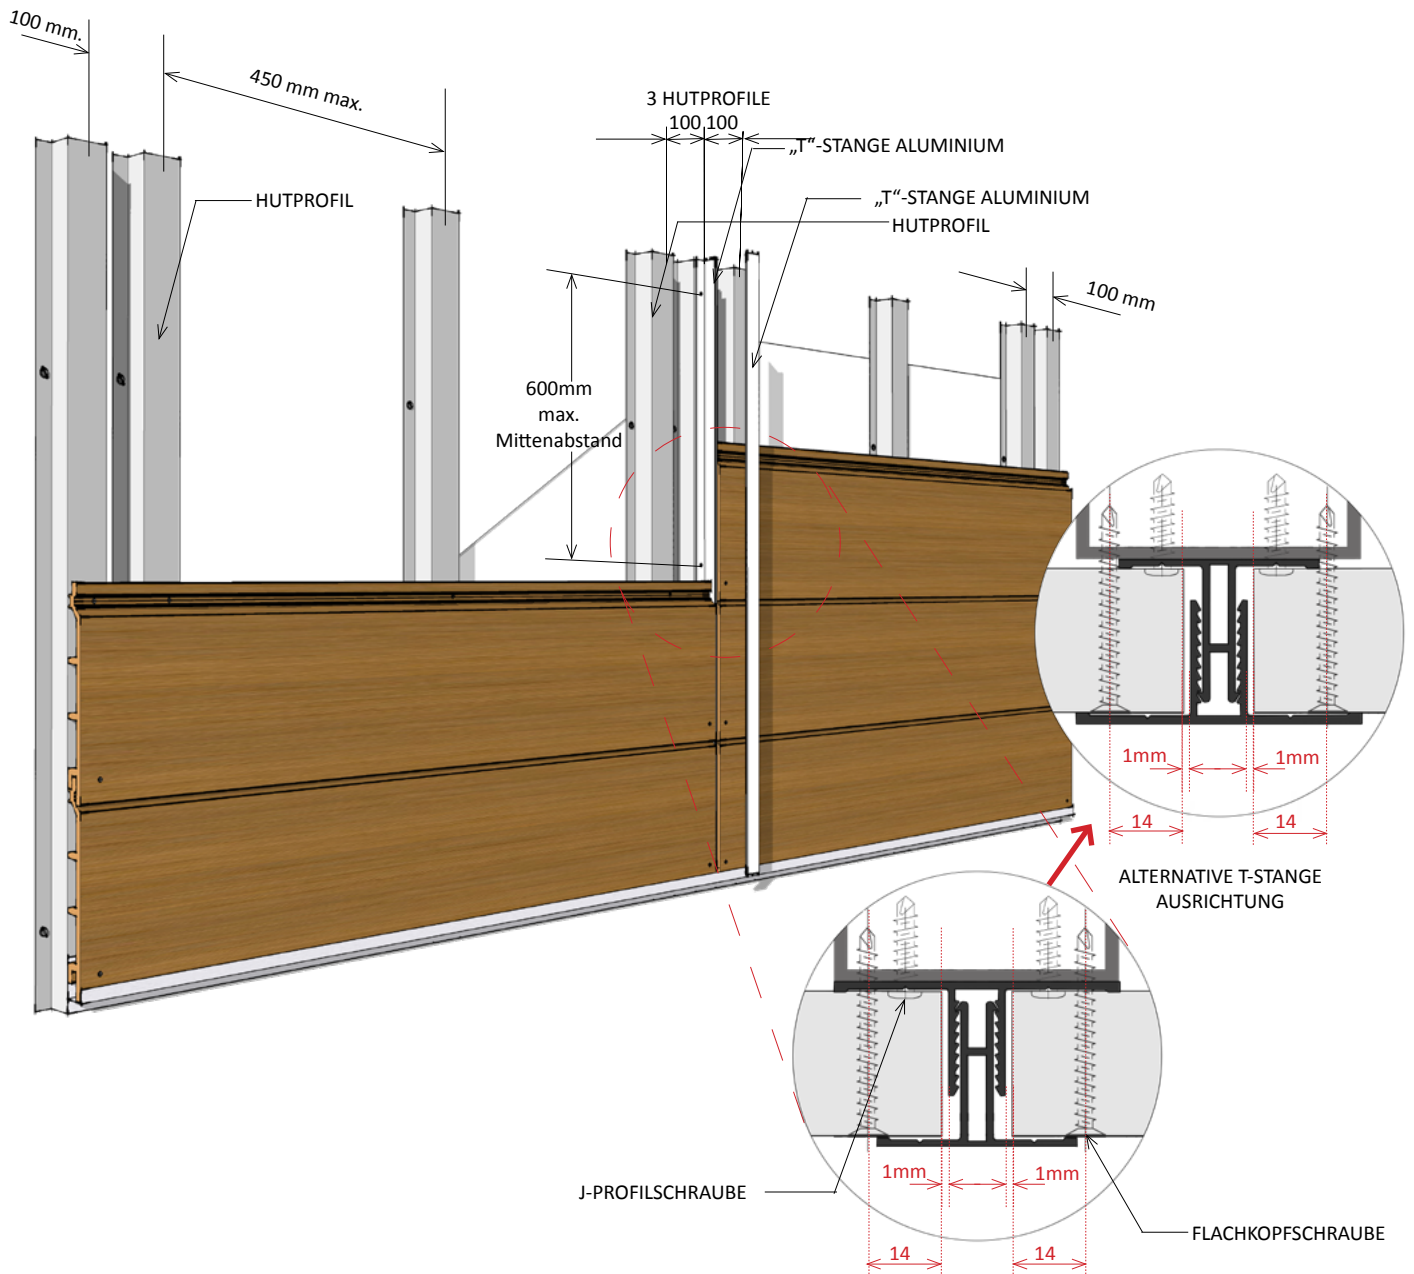 100 mm.
450 mm max.
3 HUTPROFILE
100 100
„T“-STANGE ALUMINIUM
HUTPROFIL
„T“-STANGE ALUMINIUM
HUTPROFIL
100 mm
600mm
max.
Mittenabstand
1mm
1mm
14
14
ALTERNATIVE T-STANGE
AUSRICHTUNG
1mm
1mm
J-PROFILSCHRAUBE
FLACHKOPFSCHRAUBE
14
14